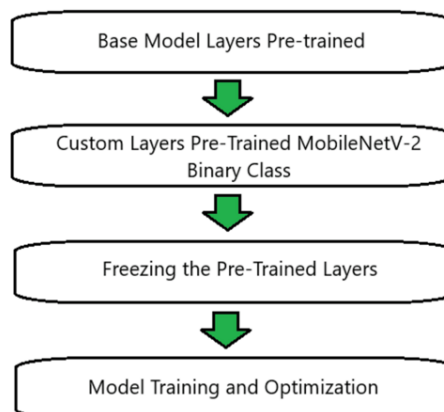 Base Model Layers Pre-trained
Custom Layers Pre-Trained MobileNetV-2
Binary Class
Freezing the Pre-Trained Layers
Model Training and Optimization